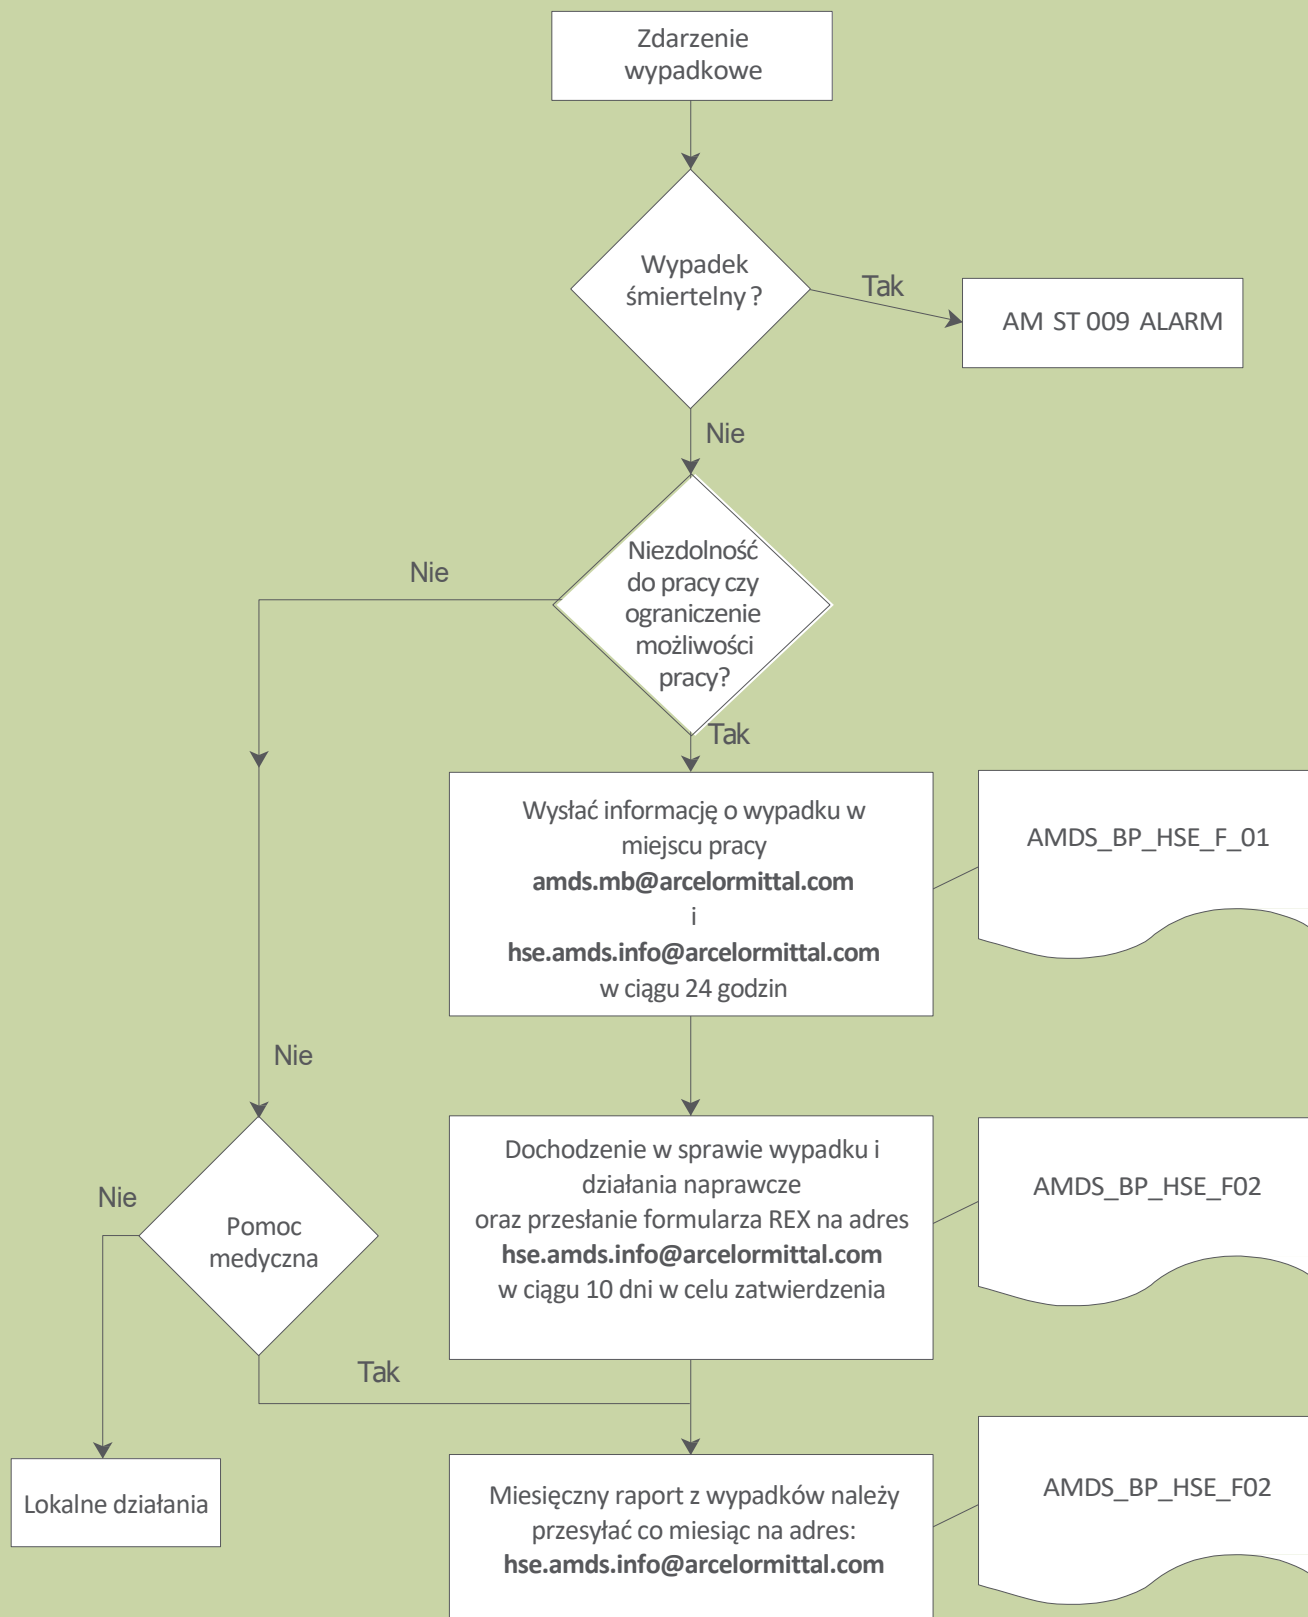 Zdarzenie
wypadkowe
Wypadek
śmiertelny ?
Tak
AM ST 009 ALARM
Nie
Niezdolność
do pracy czy
ograniczenie
możliwości
pracy?
Nie
Tak
Wysłać informację o wypadku w
miejscu pracy
amds.mb@arcelormittal.com
i
hse.amds.info@arcelormittal.com
w ciągu 24 godzin
AMDS_BP_HSE_F_01
Nie
Dochodzenie w sprawie wypadku i
działania naprawcze
oraz przesłanie formularza REX na adres
hse.amds.info@arcelormittal.com
w ciągu 10 dni w celu zatwierdzenia
AMDS_BP_HSE_F02
Nie
Pomoc
medyczna
Tak
Lokalne działania
Miesięczny raport z wypadków należy
przesyłać co miesiąc na adres:
hse.amds.info@arcelormittal.com
AMDS_BP_HSE_F02